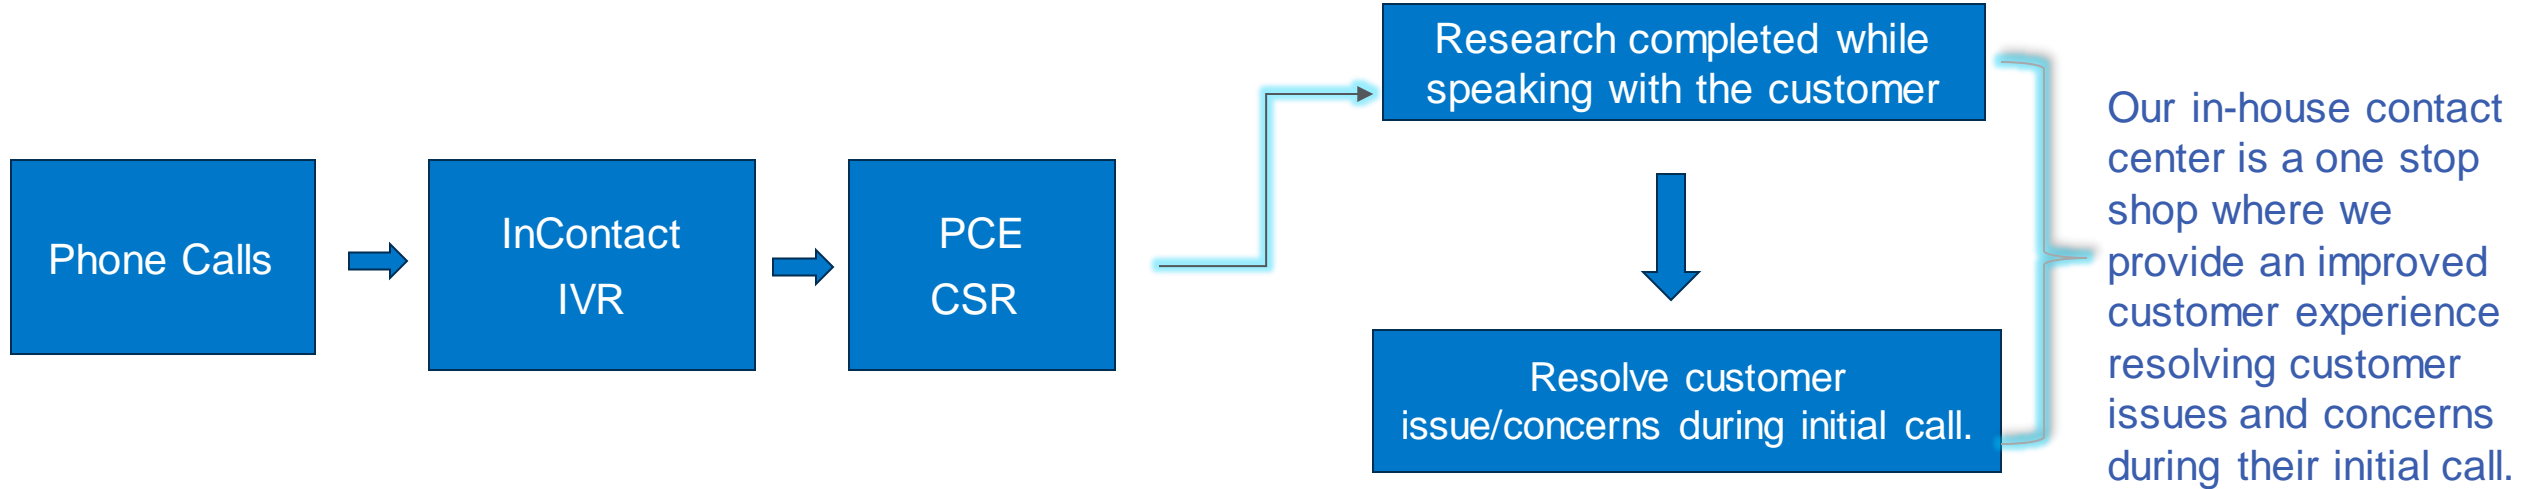 Phone Calls
InContact
IVR
PCE
CSR
Research completed while
speaking with the customer
Resolve customer
issue/concerns during initial call.
Our in-house contact
center is a one stop
shop where we
provide an improved
customer experience
resolving customer
issues and concerns
during their initial call.